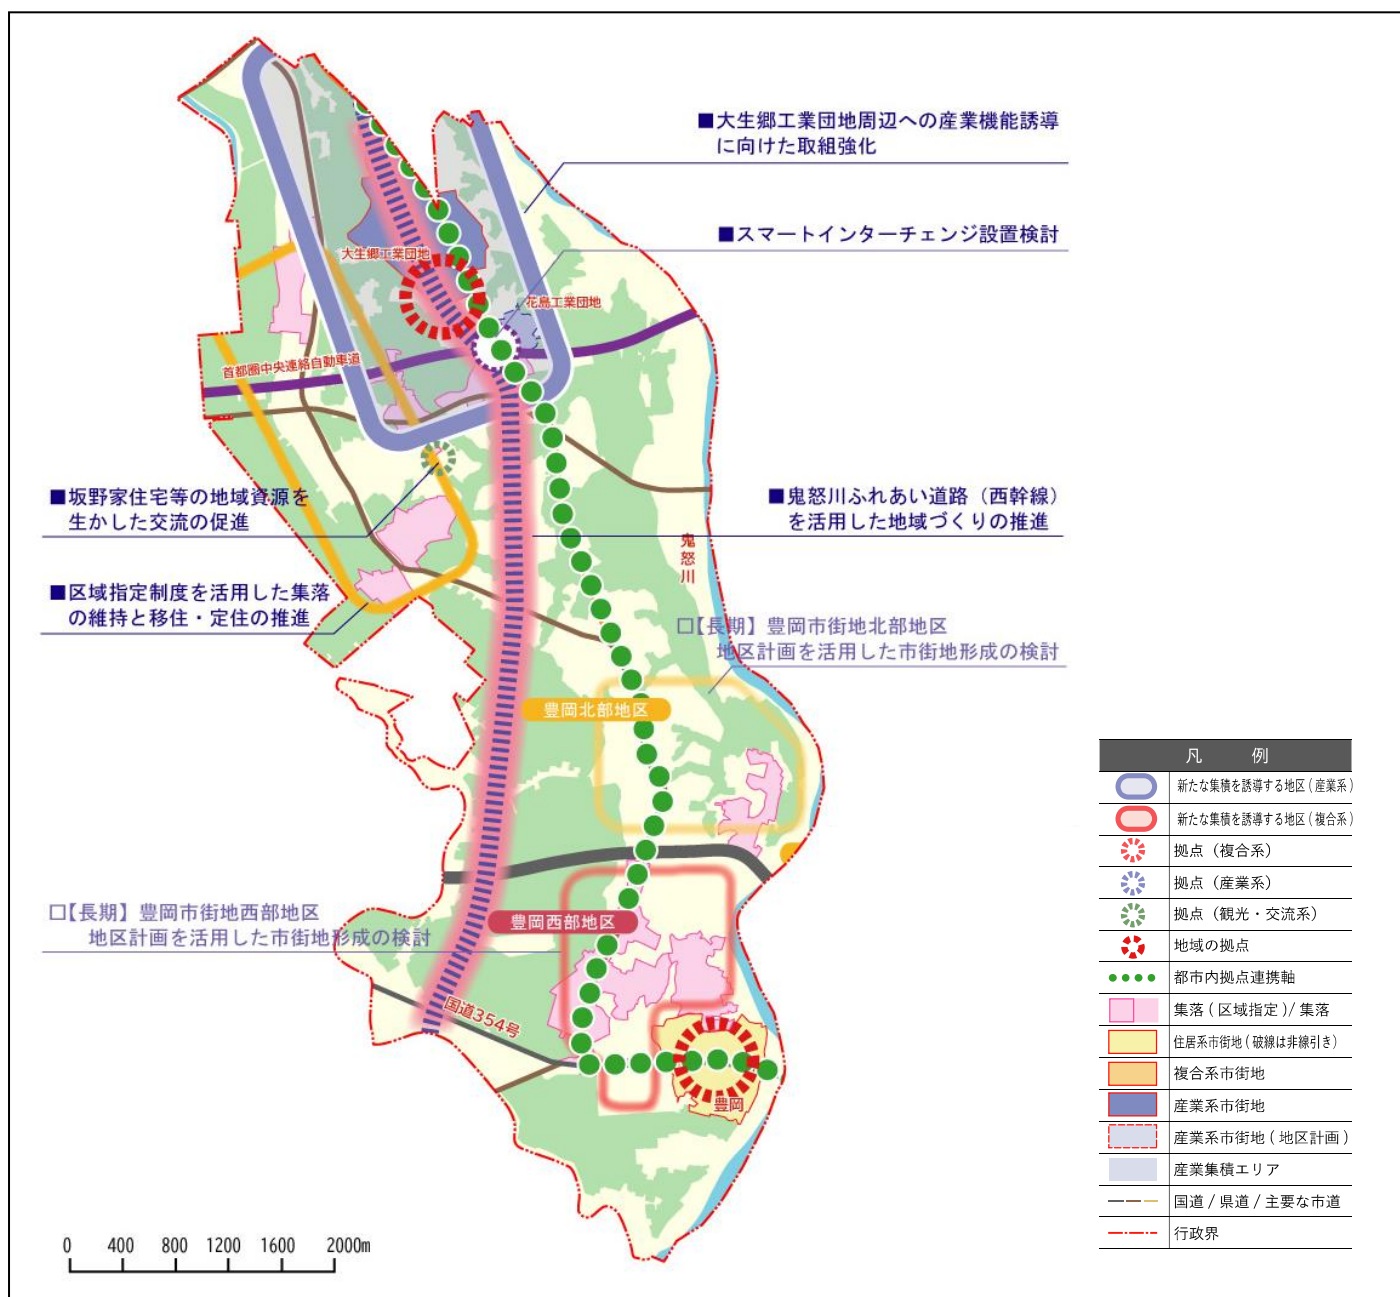 ■大生郷工業団地周辺への産業機能誘導
に向けた取組強化
■スマートインターチェンジ設置検討
大生郷工業団地
花島工業団地
首都圏中央連絡自動車道
■坂野家住宅等の地域資源を
生かした交流の促進
■鬼怒川ふれあい道路（西幹線）
を活用した地域づくりの推進
鬼怒川
■区域指定制度を活用した集落
の維持と移住・定住の推進
□【長期】豊岡市街地北部地区
地区計画を活用した市街地形成の検討
豊岡北部地区
□【長期】豊岡市街地西部地区
地区計画を活用した市街地形成の検討
豊岡西部地区
国道354号
豊岡
0 400 800 1200 1600 2000m
凡 例
新たな集積を誘導する地区(産業系)
新たな集積を誘導する地区(複合系)
拠点（複合系）
拠点（産業系）
拠点（観光・交流系）
地域の拠点
都市内拠点連携軸
集落(区域指定)/集落
住居系市街地(破線は非線引き)
複合系市街地
産業系市街地
産業系市街地(地区計画)
産業集積エリア
国道/県道/主要な市道
行政界